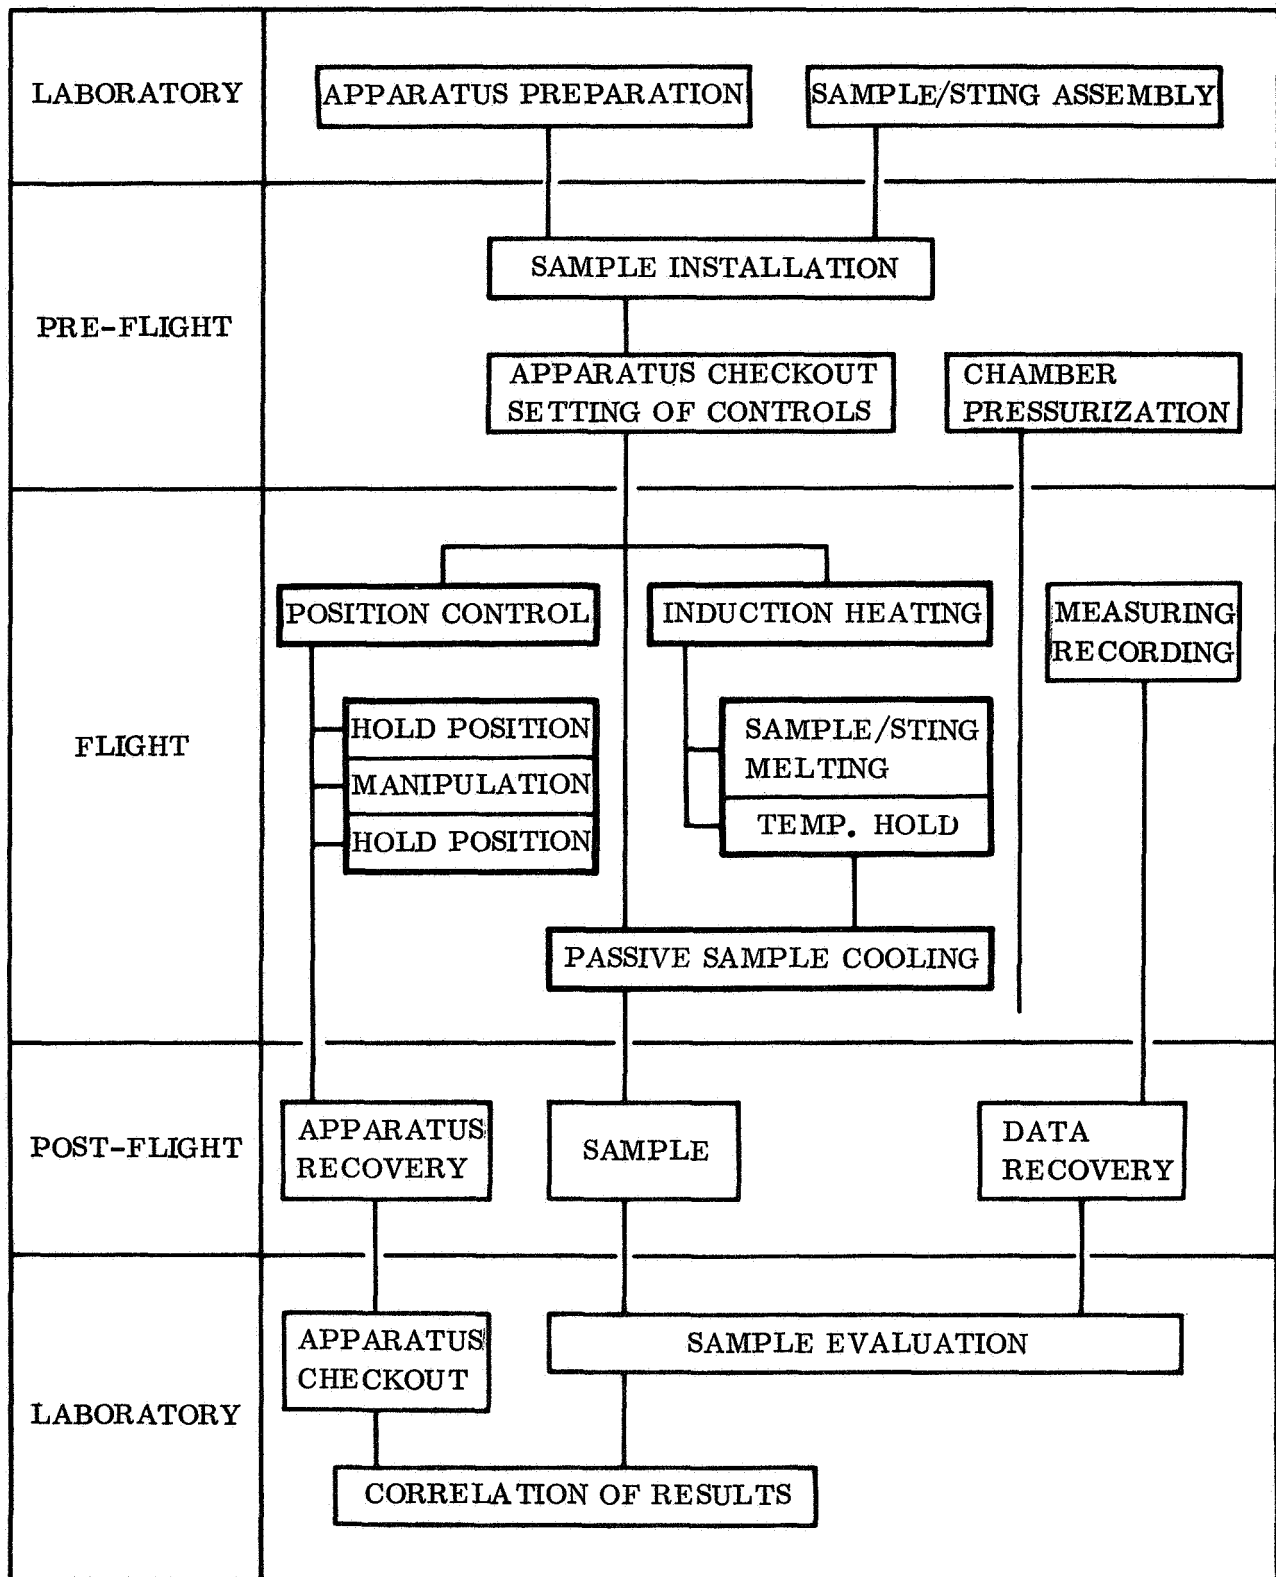 LABORATORY
APPARATUS PREPARATION
SAMPLE/STING ASSEMBLY
PRE-FLIGHT
SAMPLE INSTALLATION
APPARATUS CHECKOUT
SETTING OF CONTROLS
CHAMBER
PRESSURIZATION
FLIGHT
POSITION CONTROL
INDUCTION HEATING
MEASURING
RECORDING
HOLD POSITION
MANIPULATION
HOLD POSITION
SAMPLE/STING
MELTING
TEMP. HOLD
PASSIVE SAMPLE COOLING
POST-FLIGHT
APPARATUS
RECOVERY
SAMPLE
DATA
RECOVERY
LABORATORY
APPARATUS
CHECKOUT
SAMPLE EVALUATION
CORRELATION OF RESULTS